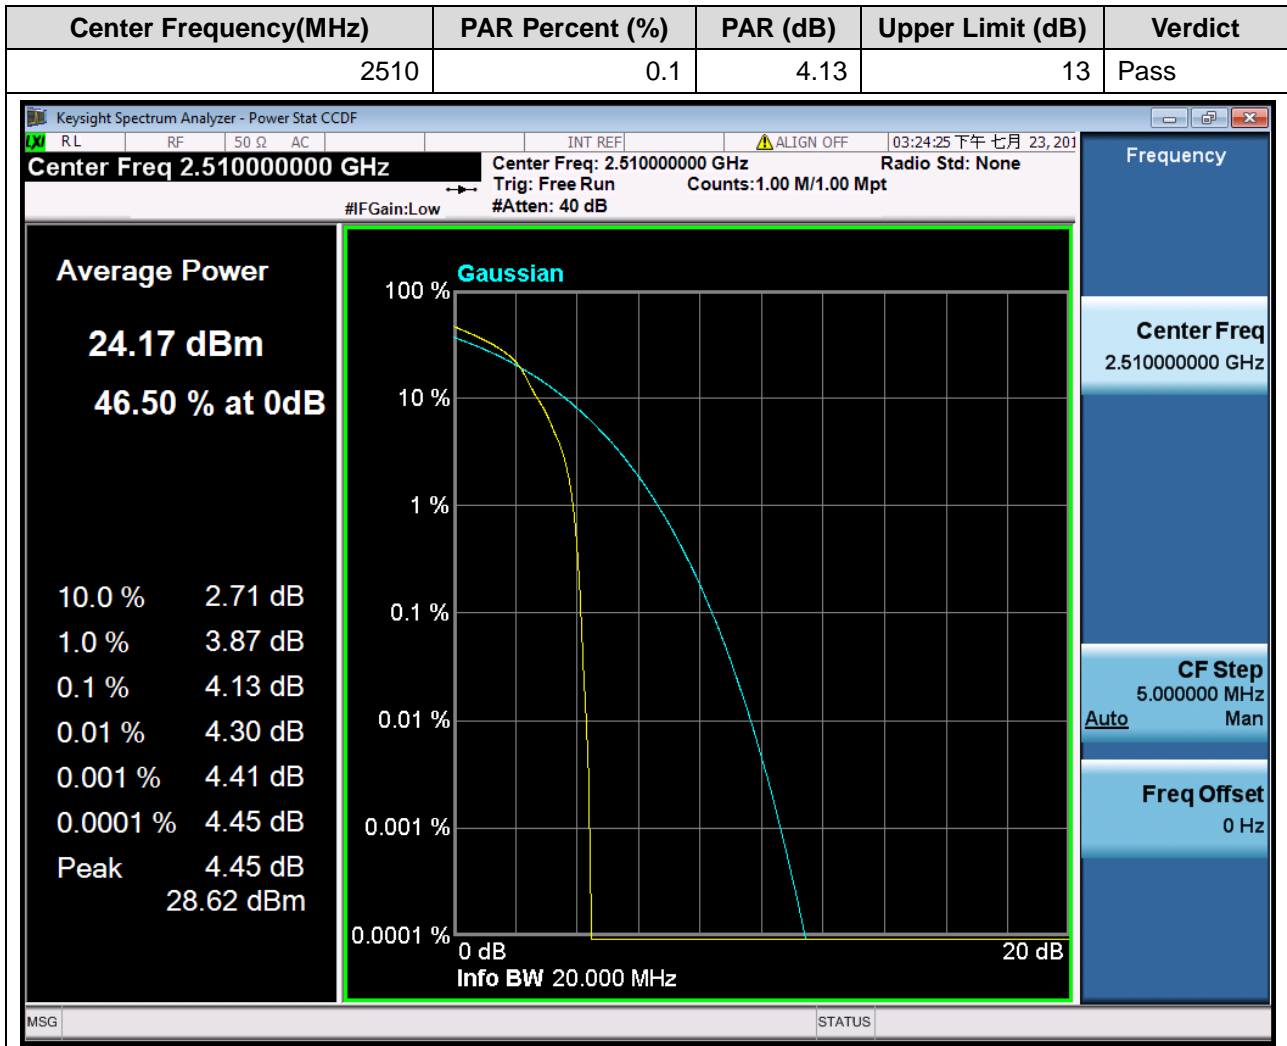 Center Frequency(MHz) PAR Percent (%) PAR (dB) Upper Limit (dB) Verdict
2510 0.1 4.13 13 Pass
Keysight Spectrum Analyzer - Power Stat CCDF
LXI RL RF 50 Ω AC INT REF ALIGN OFF 03:24:25 下午 七月 23, 201
Center Freq 2.510000000 GHz
Center Freq: 2.510000000 GHz Radio Std: None
Trig: Free Run Counts:1.00 M/1.00 Mpt
#IFGain:Low #Atten: 40 dB
Frequency
Average Power
24.17 dBm
46.50 % at 0dB
10.0 % 2.71 dB
1.0 % 3.87 dB
0.1 % 4.13 dB
0.01 % 4.30 dB
0.001 % 4.41 dB
0.0001 % 4.45 dB
Peak 4.45 dB
28.62 dBm
Gaussian
100 %
10 %
1 %
0.1 %
0.01 %
0.001 %
0.0001 %
0 dB 20 dB
Info BW 20.000 MHz
Center Freq
2.510000000 GHz
CF Step
5.000000 MHz
Auto Man
Freq Offset
0 Hz
MSG STATUS